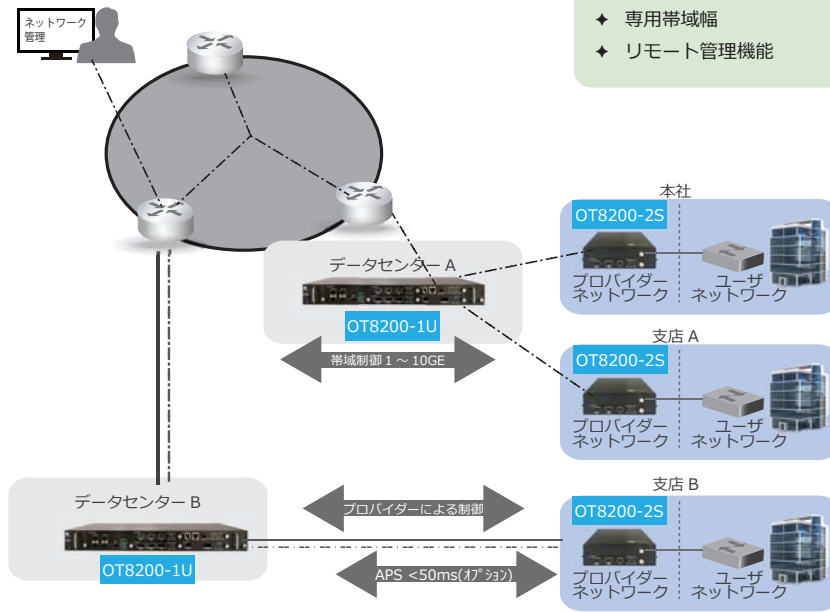 ネットワーク
管理
✦ 専用帯域幅
✦ リモート管理機能
本社
OT8200-2S
プロバイダー
ネットワーク
ユーザ
ネットワーク
データセンター A
OT8200-1U
帯域制御 1 ～ 10GE
支店 A
OT8200-2S
プロバイダー
ネットワーク
ユーザ
ネットワーク
データセンター B
OT8200-1U
プロバイダーによる制御
APS <50ms(ｵﾌﾟｼｮﾝ)
支店 B
OT8200-2S
プロバイダー
ネットワーク
ユーザ
ネットワーク